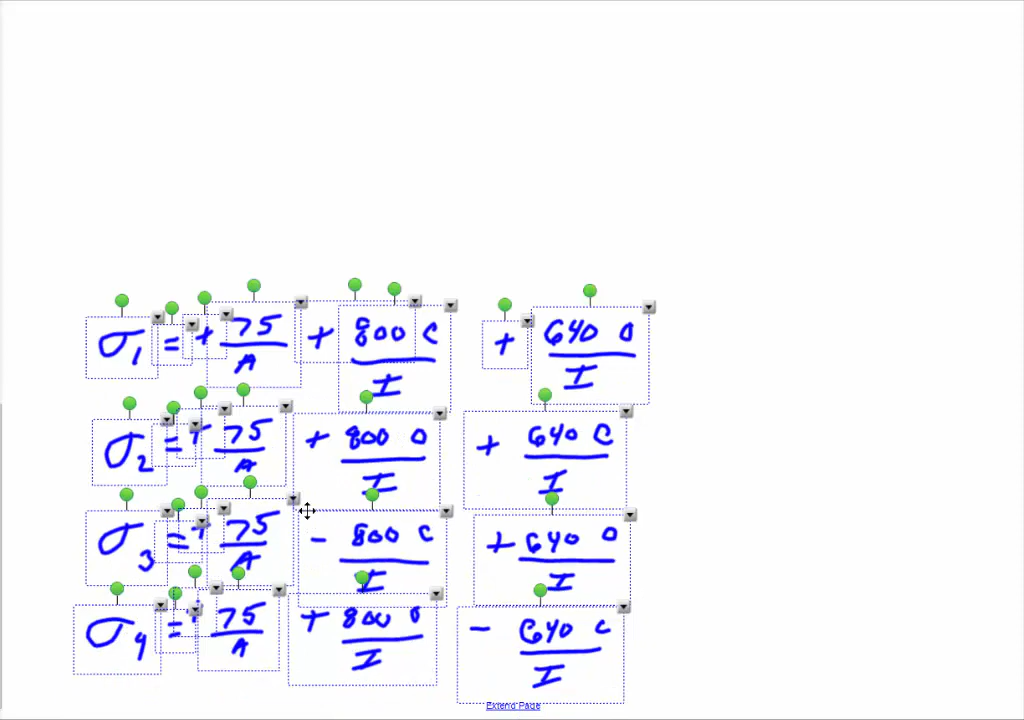 σ₁ = + 75/A + 800 C/I + 640 0/I
σ₂ = + 75/A + 800 0/I + 640 C/I
σ₃ = + 75/A - 800 C/I + 640 0/I
σ₄ = + 75/A + 800 0/I - 640 C/I
Extend Page